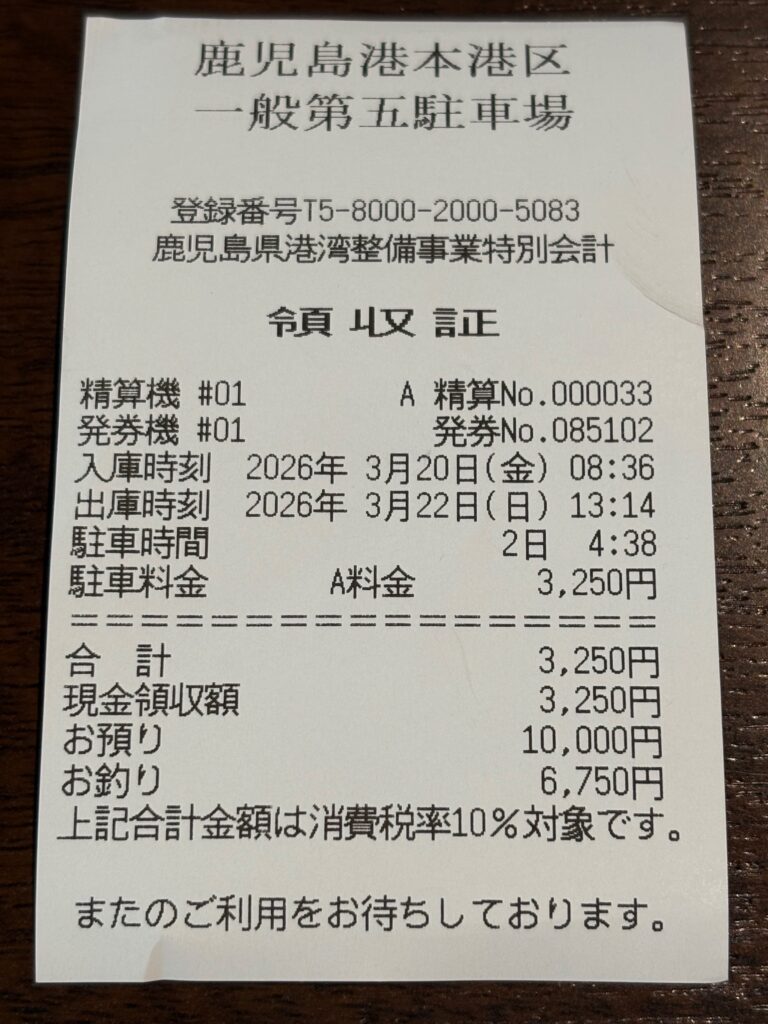 鹿児島港本港区
一般第五駐車場
登録番号T5-8000-2000-5083
鹿児島県港湾整備事業特別会計
領収証
精算機 #01 A 精算No.000033
発券機 #01 発券No.085102
入庫時刻 2026年 3月20日(金) 08:36
出庫時刻 2026年 3月22日(日) 13:14
駐車時間 2日 4:38
駐車料金 A料金 3,250円
=================
合 計 3,250円
現金領収額 3,250円
お預り 10,000円
お釣り 6,750円
上記合計金額は消費税率10%対象です。
またのご利用をお待ちしております。